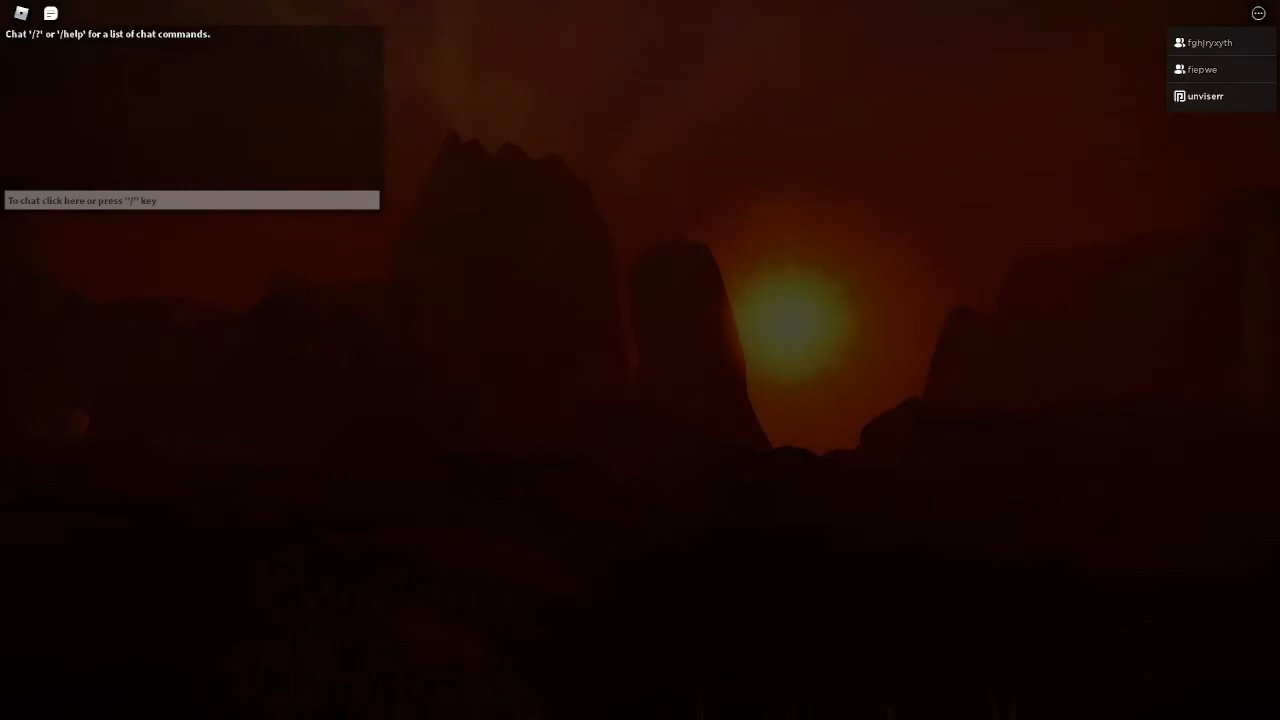 Chat '/?' or '/help' for a list of chat commands.
To chat click here or press "/" key
fghjryxyth
fiepwe
unviserr